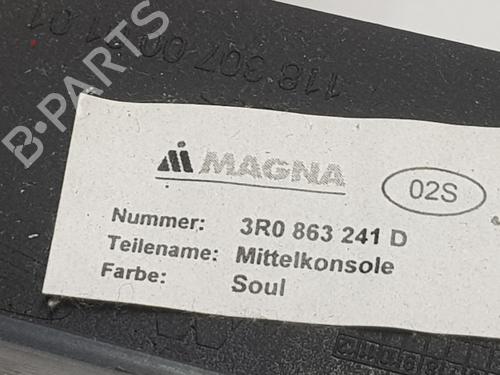 B-PARTS
MAGNA
02S
Nummer: 3R0 863 241 D
Teilename: Mittelkonsole
Farbe: Soul